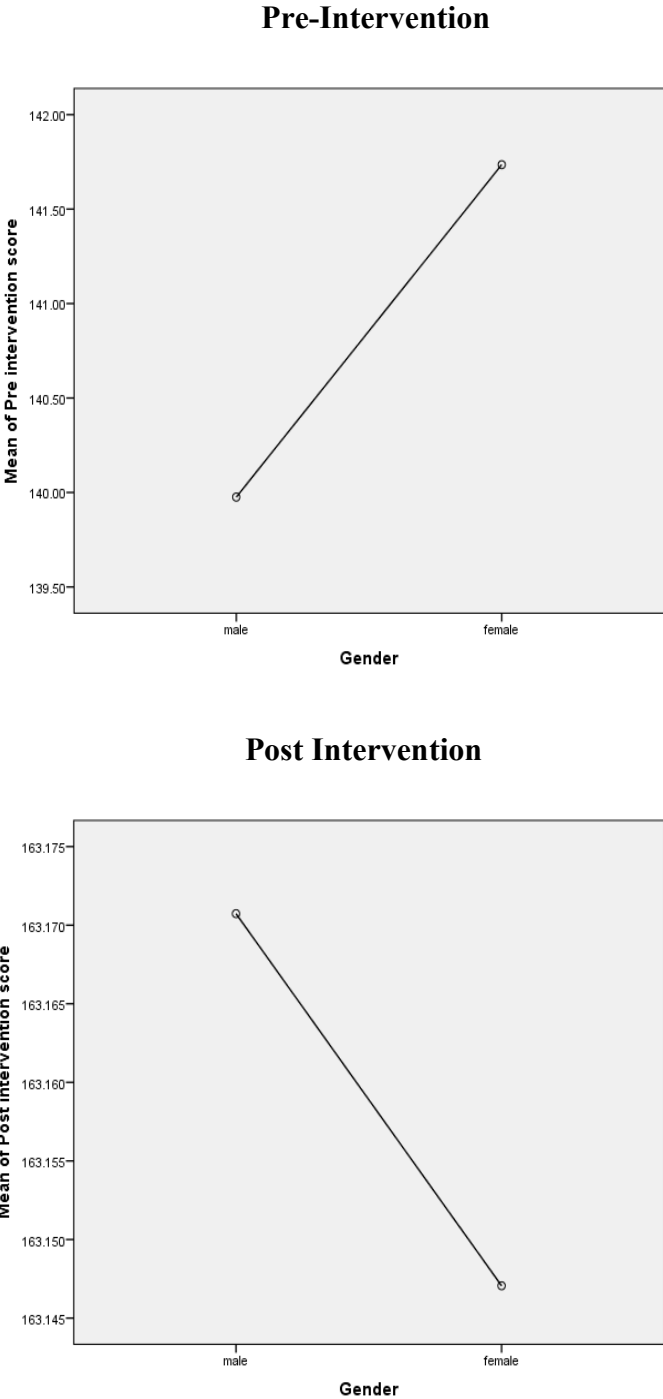 Pre-Intervention
142.00
141.50
141.00
140.50
140.00
139.50
Mean of Pre intervention score
male
female
Gender
Post Intervention
163.175
163.170
163.165
163.160
163.155
163.150
163.145
Mean of Post intervention score
male
female
Gender